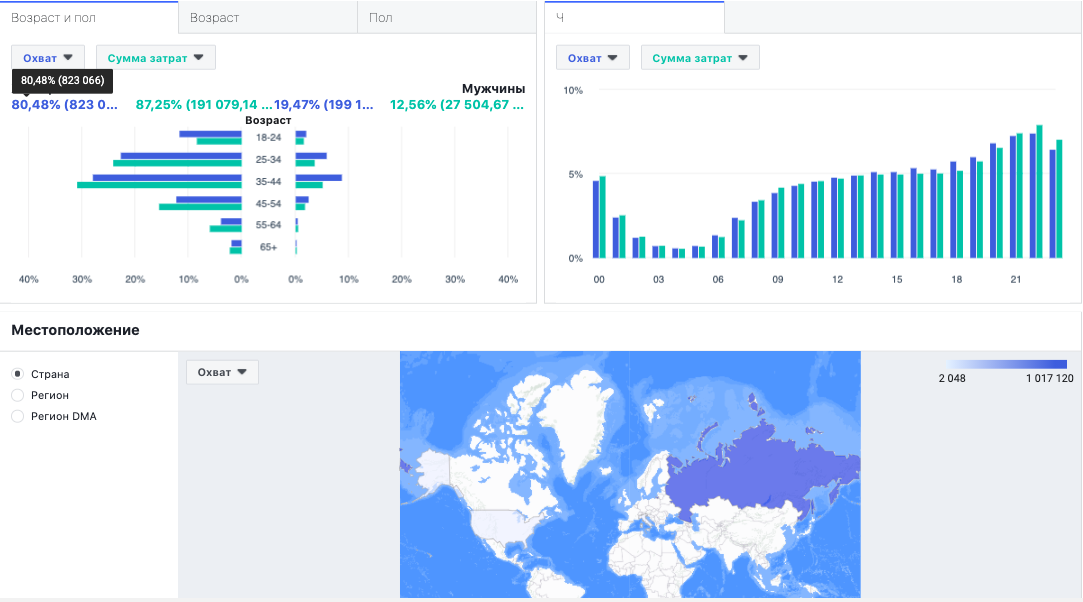 Возраст и пол
Возраст
Пол
Ч
Охват
Сумма затрат
Охват
Сумма затрат
80,48% (823 066)
Мужчины
80,48% (823 0...
87,25% (191 079,14 ...
19,47% (199 1...
12,56% (27 504,67 ...
Возраст
18-24
25-34
35-44
45-54
55-64
65+
40%
30%
20%
10%
0%
0%
10%
20%
30%
40%
10%
5%
0%
00
03
06
09
12
15
18
21
Местоположение
Страна
Регион
Регион DMA
Охват
2 048
1 017 120